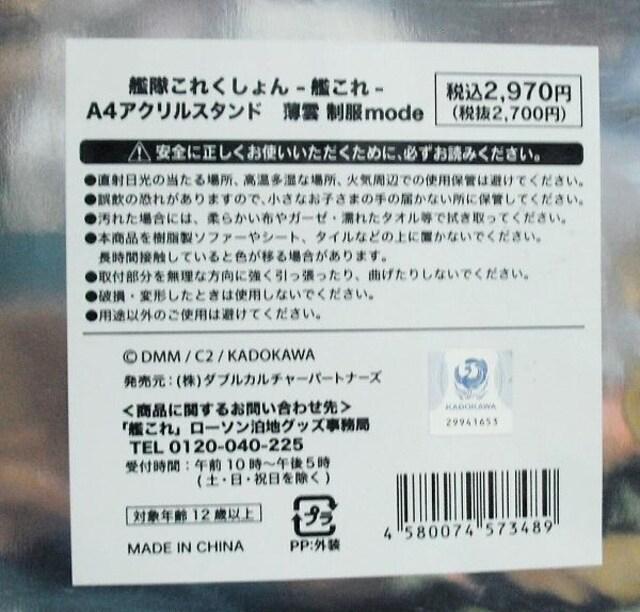 艦隊これくしょん - 艦これ -
A4アクリルスタンド 薄雲 制服mode
税込2,970円
(税抜2,700円)
安全に正しくお使いいただくために、必ずお読みください。
●直射日光の当たる場所、高温多湿な場所、火気周辺での使用保管は避けてください。
●誤飲の恐れがありますので、小さなお子さまの手の届かない所に保管してください。
●汚れた場合には、柔らかい布やガーゼ・濡れたタオル等で拭き取ってください。
●本商品を樹脂製ソファーやシート、タイルなどの上に置かないでください。
長時間接触していると色が移る場合があります。
●取付部分を無理な方向に強く引っ張ったり、曲げたりしないでください。
●破損・変形したときは使用しないでください。
●用途以外のご使用は避けてください。
©DMM / C2 / KADOKAWA
発売元:(株)ダブルカルチャーパートナーズ
KADOKAWA
29941653
<商品に関するお問い合わせ先>
「艦これ」ローソン泊地グッズ事務局
TEL 0120-040-225
受付時間:午前10時〜午後5時
(土・日・祝日を除く)
対象年齢12歳以上
プラ
PP:外装
MADE IN CHINA
4 580074 573489